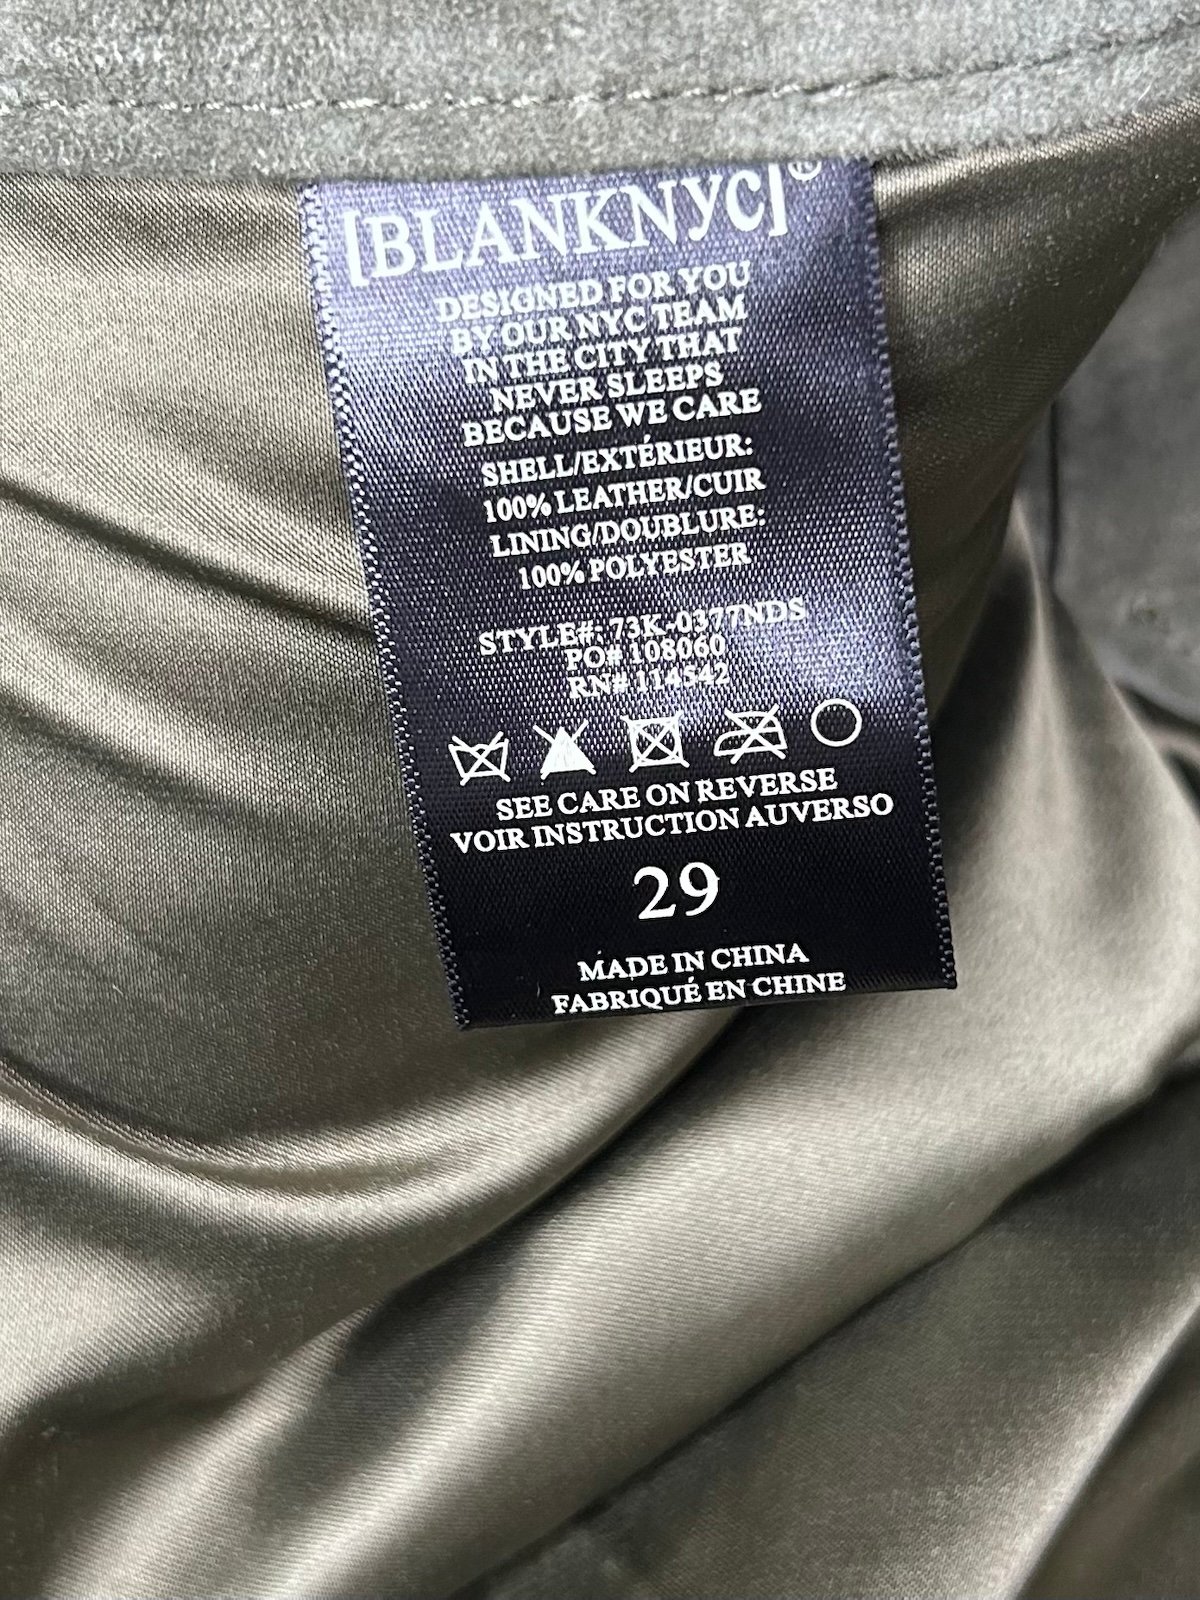 [BLANKNYC]®
DESIGNED FOR YOU
BY OUR NYC TEAM
IN THE CITY THAT
NEVER SLEEPS
BECAUSE WE CARE
SHELL/EXTÉRIEUR:
100% LEATHER/CUIR
LINING/DOUBLURE:
100% POLYESTER
STYLE#: 73K-0377NDS
PO# 108060
RN# 114542
SEE CARE ON REVERSE
VOIR INSTRUCTION AUVERSO
29
MADE IN CHINA
FABRIQUÉ EN CHINE